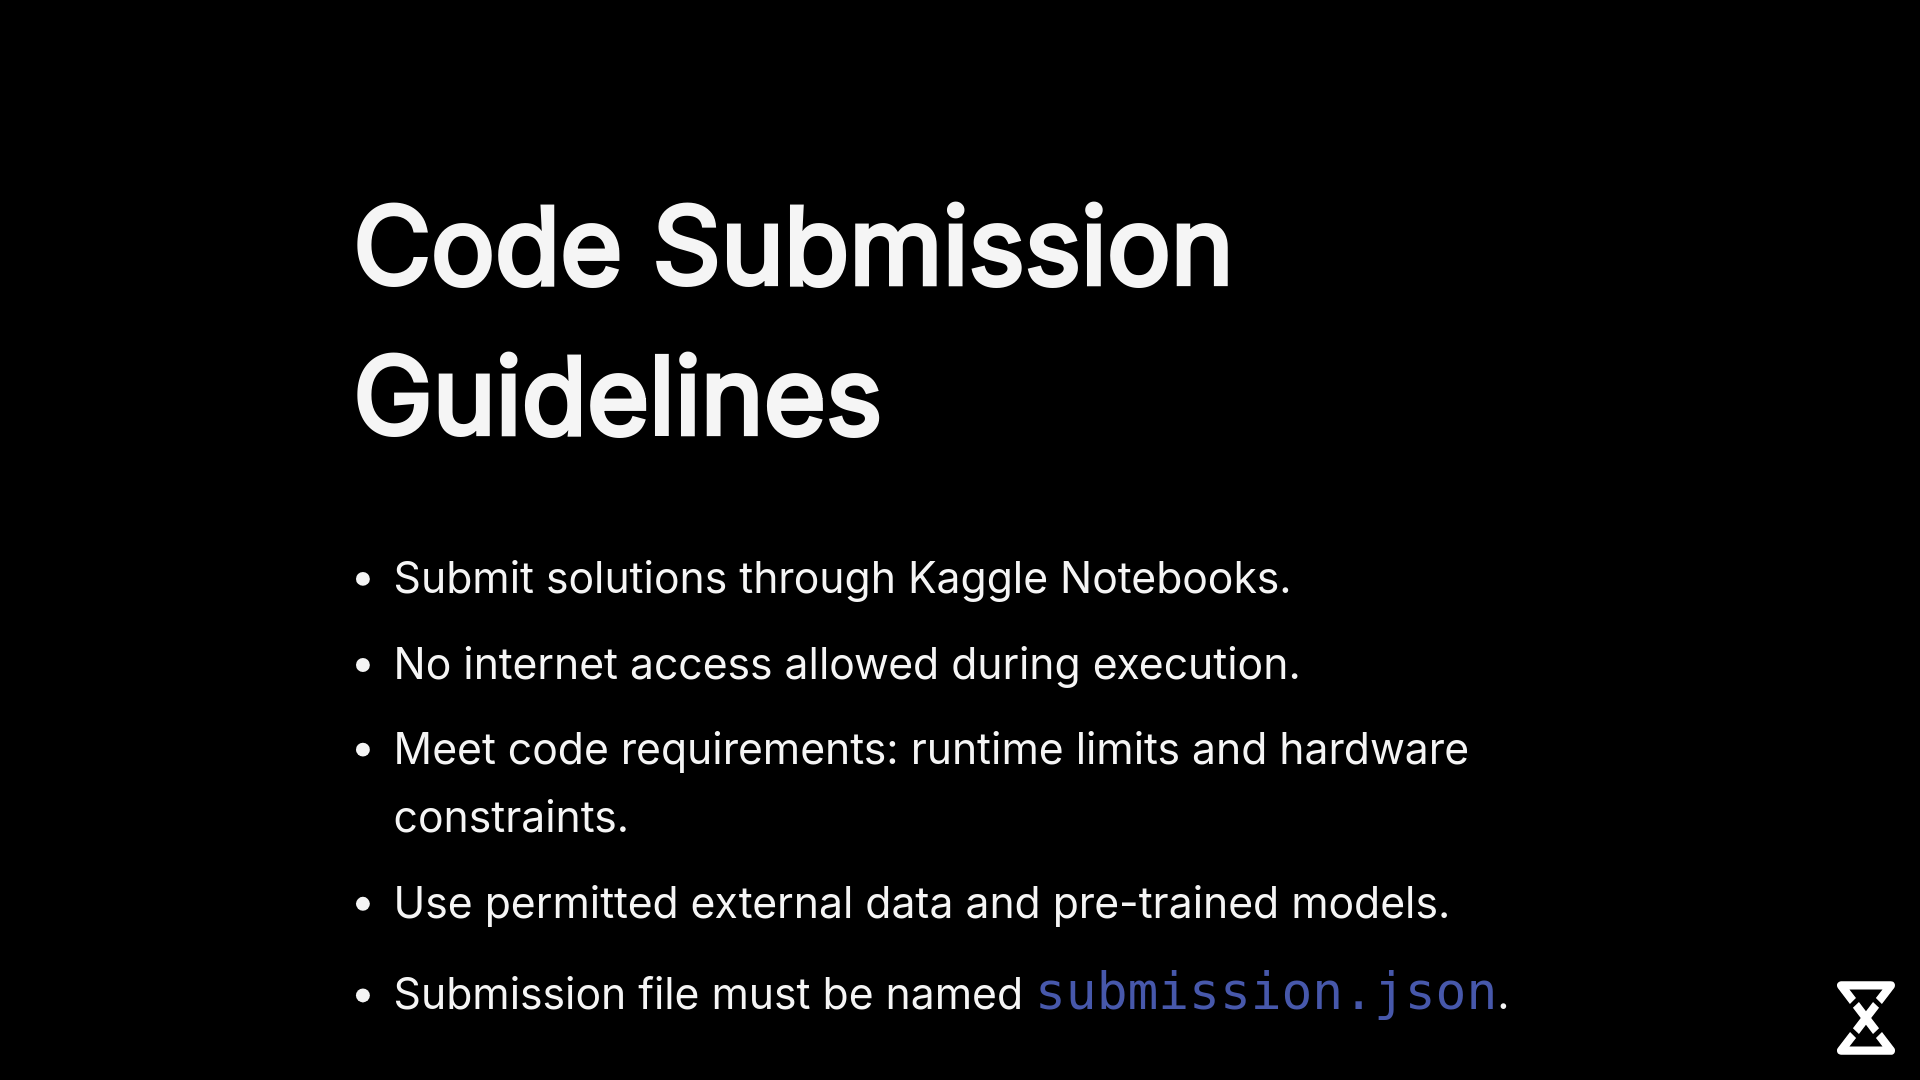 Code Submission
Guidelines
• Submit solutions through Kaggle Notebooks.
• No internet access allowed during execution.
• Meet code requirements: runtime limits and hardware
constraints.
• Use permitted external data and pre-trained models.
• Submission file must be named submission.json.